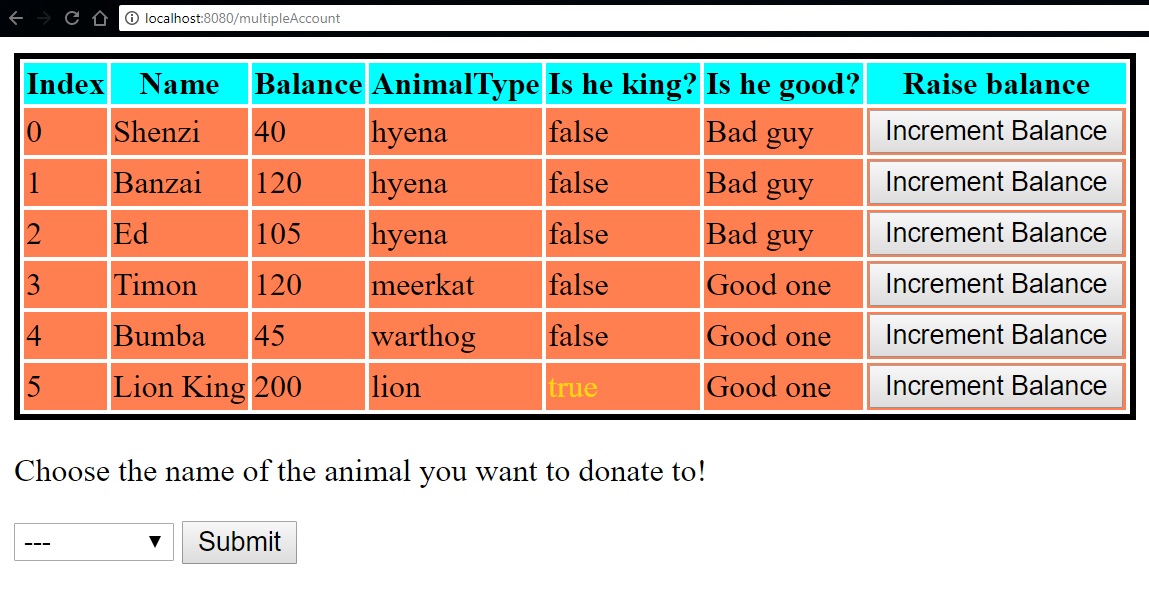 localhost:8080/multipleAccount
Index Name Balance AnimalType Is he king? Is he good? Raise balance
0 Shenzi 40 hyena false Bad guy Increment Balance
1 Banzai 120 hyena false Bad guy Increment Balance
2 Ed 105 hyena false Bad guy Increment Balance
3 Timon 120 meerkat false Good one Increment Balance
4 Bumba 45 warthog false Good one Increment Balance
5 Lion King 200 lion true Good one Increment Balance
Choose the name of the animal you want to donate to!
--- Submit